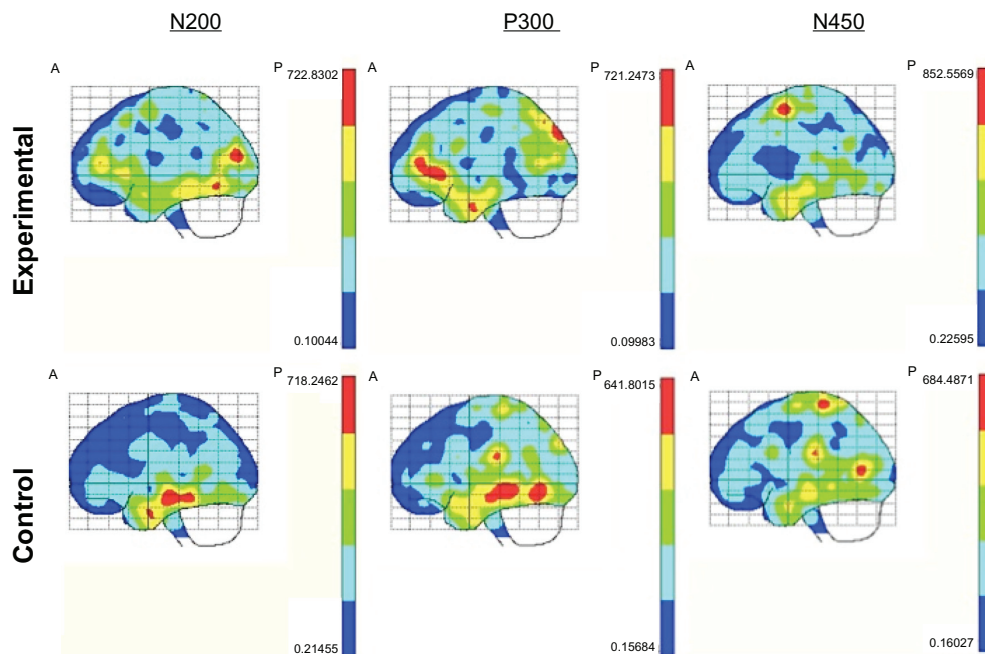 N200 P300 N450
Experimental
A P 722.8302 0.10044
A P 721.2473 0.09983
A P 852.5569 0.22595
Control
A P 718.2462 0.21455
A P 641.8015 0.15684
A P 684.4871 0.16027